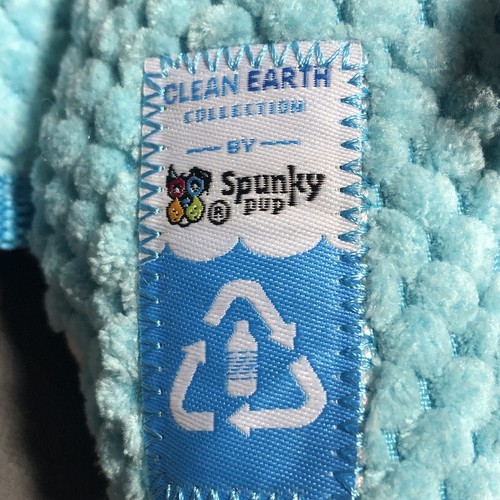 CLEAN EARTH
COLLECTION
BY
Spunky
pup
®